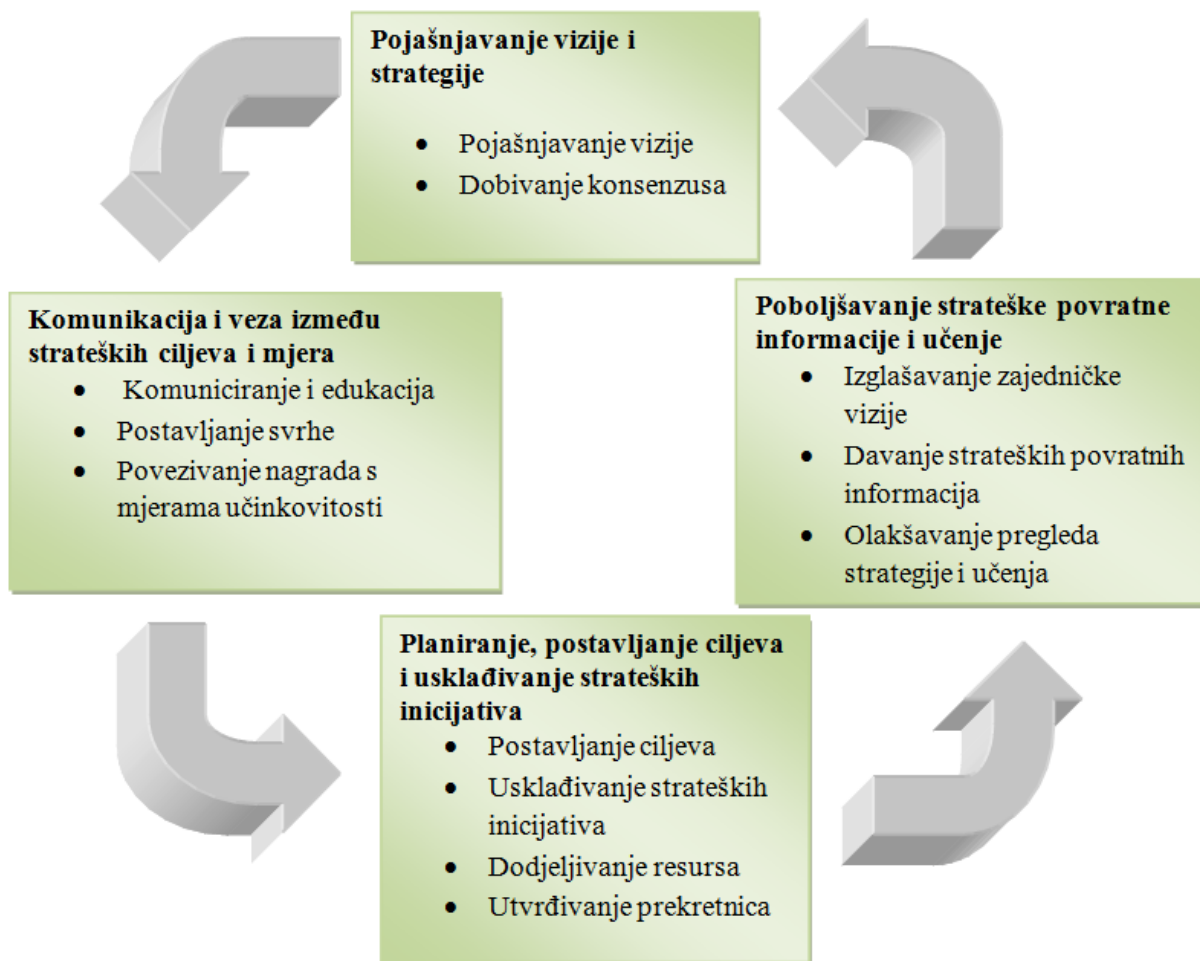 Pojašnjavanje vizije i
strategije
• Pojašnjavanje vizije
• Dobivanje konsenzusa
Komunikacija i veza između
strateških ciljeva i mjera
• Komuniciranje i edukacija
• Postavljanje svrhe
• Povezivanje nagrada s
mjerama učinkovitosti
Poboljšavanje strateške povratne
informacije i učenje
• Izglašavanje zajedničke
vizije
• Davanje strateških povratnih
informacija
• Olakšavanje pregleda
strategije i učenja
Planiranje, postavljanje ciljeva
i usklađivanje strateških
inicijativa
• Postavljanje ciljeva
• Usklađivanje strateških
inicijativa
• Dodjeljivanje resursa
• Utvrđivanje prekretnica